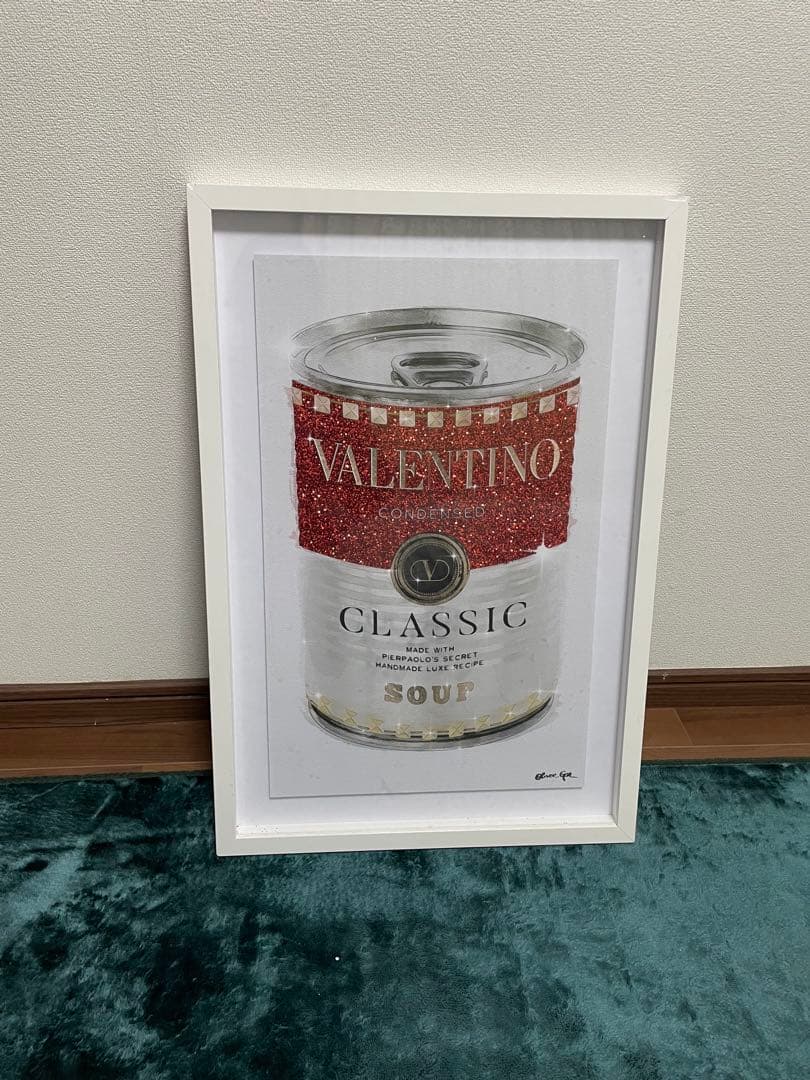 VALENTINO
CONDENSED
V
CLASSIC
MADE WITH
PIERPAOLO'S SECRET
HANDMADE LUXE RECIPE
SOUP